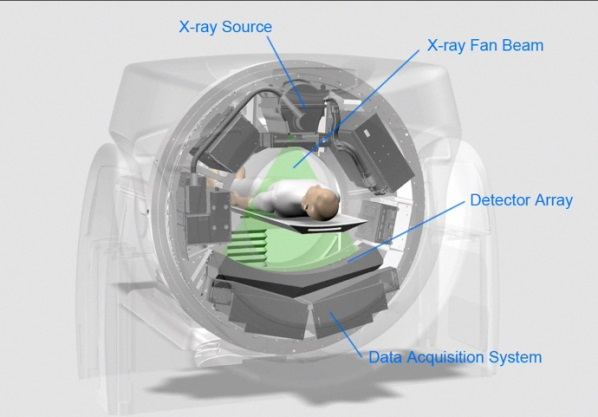 X-ray Source
X-ray Fan Beam
Detector Array
Data Acquisition System